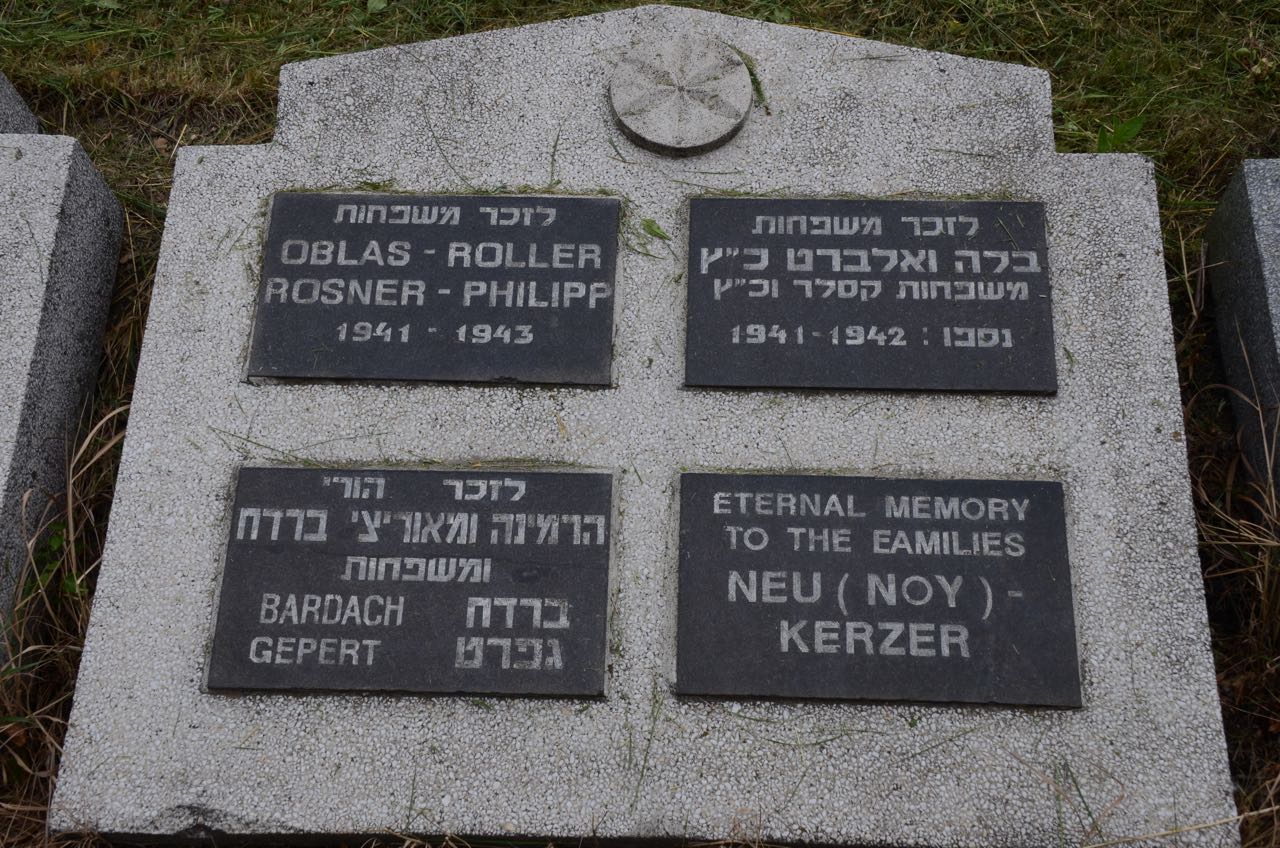 לזכר משפחות
OBLAS - ROLLER
ROSNER - PHILIPP
1941 - 1943
לזכר משפחות
בלה ואלברט כ״ץ
משפחות קסלר וכ״ץ
נספו : 1941-1942
לזכר הורי
הרמינה ומאוריצי ברדח
ומשפחות
BARDACH ברדח
GEPERT גפרט
ETERNAL MEMORY
TO THE EAMILIES
NEU ( NOY ) -
KERZER